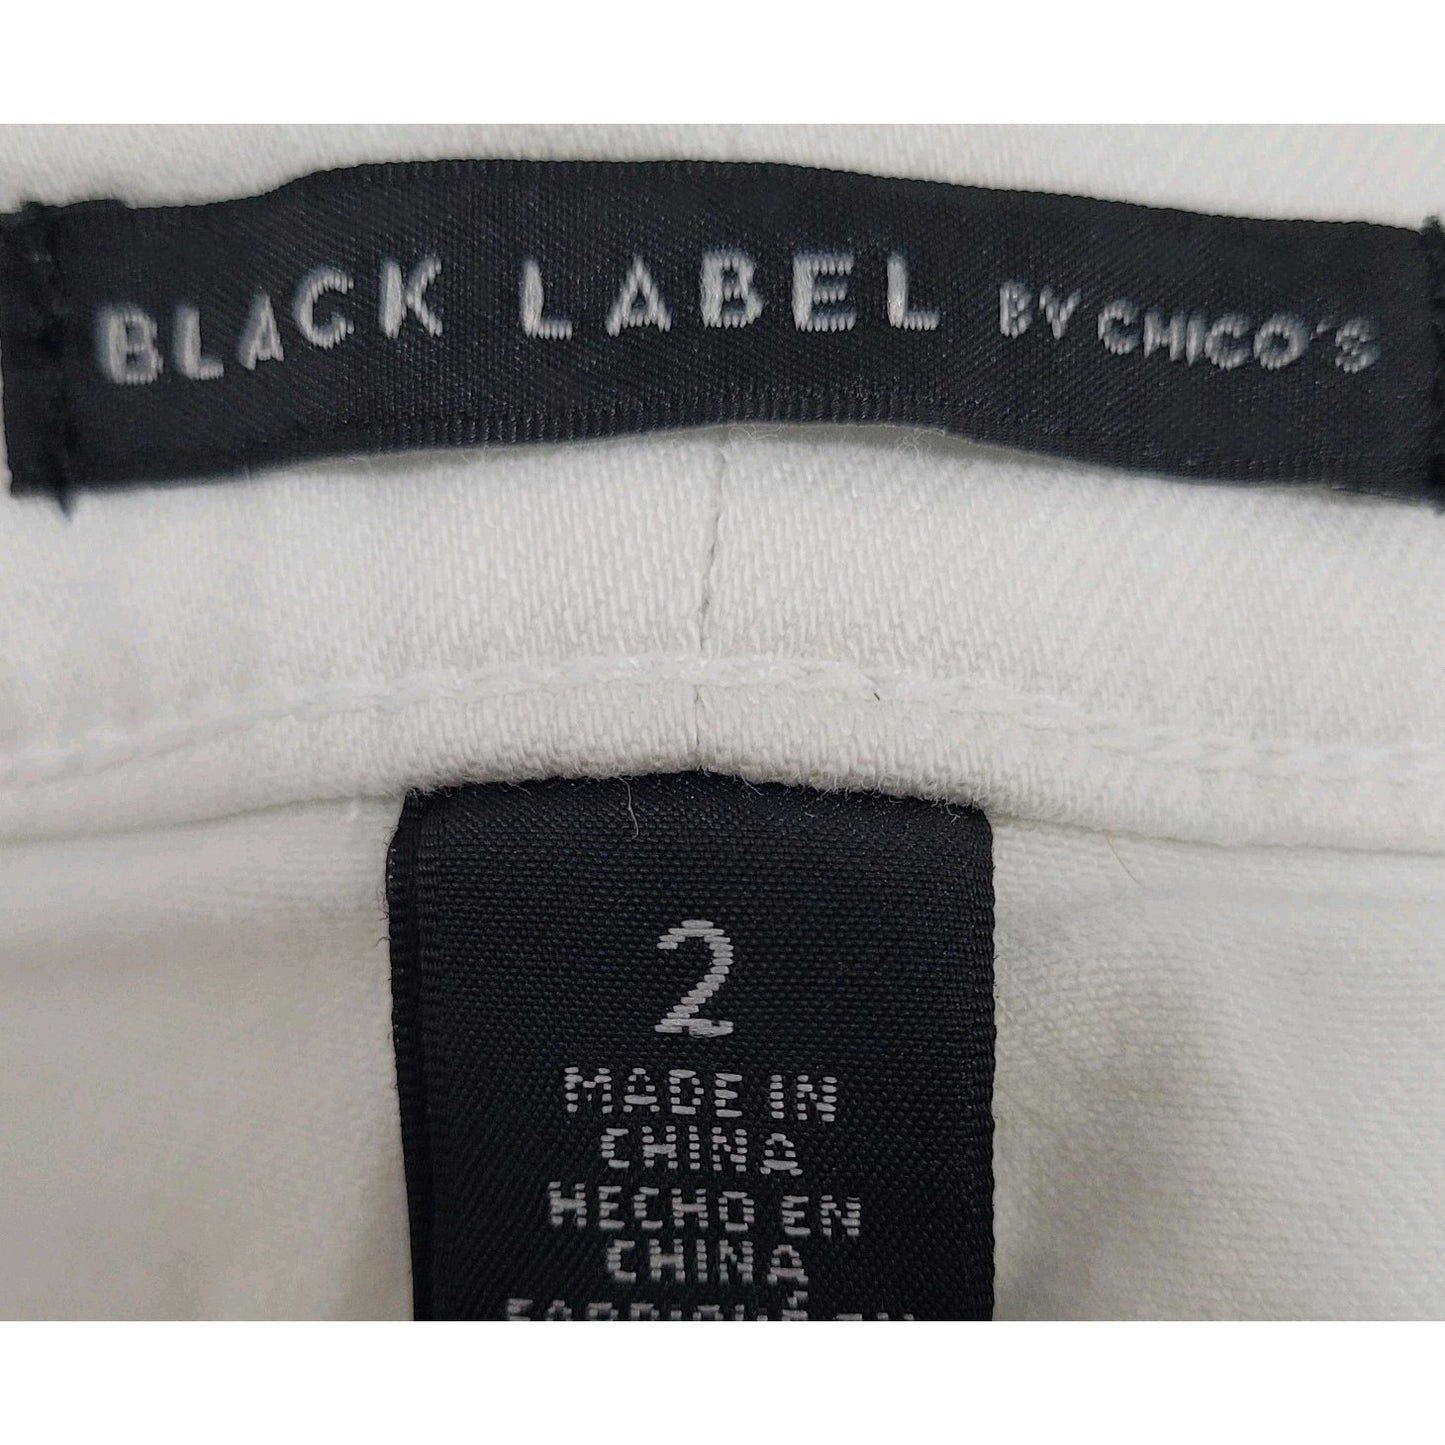 BLACK LABEL BY CHICO'S
2
MADE IN
CHINA
HECHO EN
CHINA